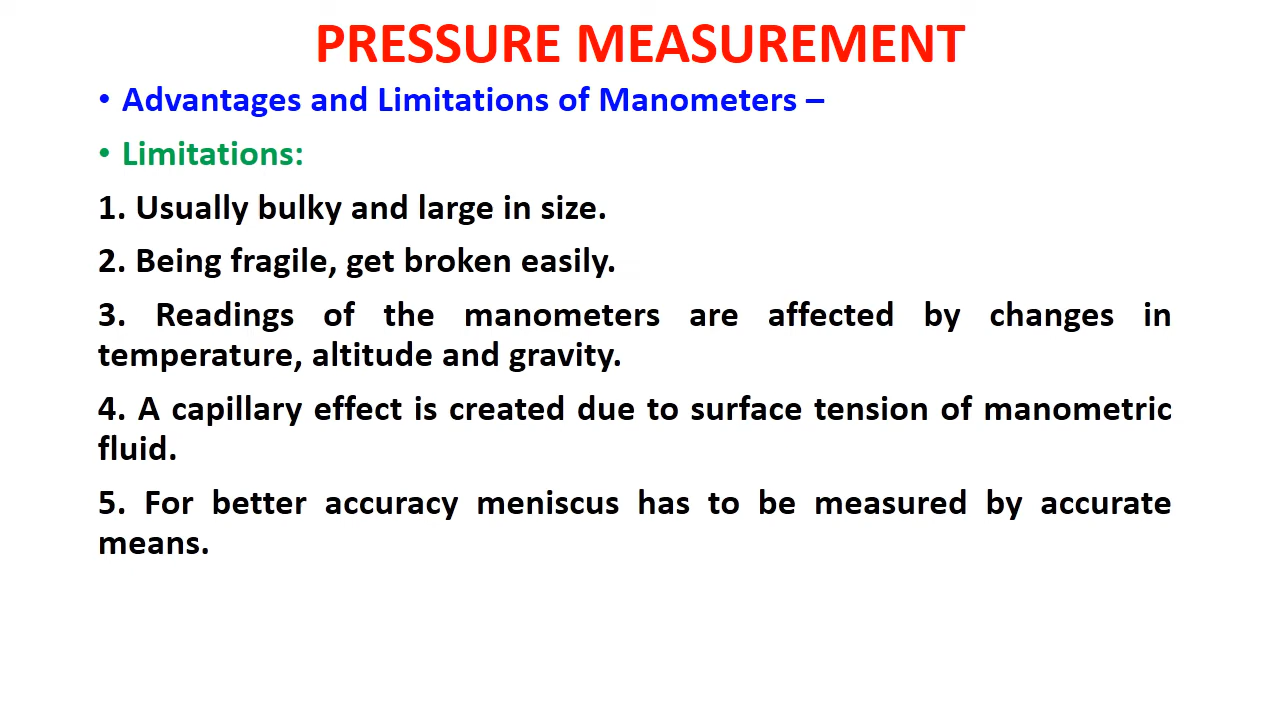 PRESSURE MEASUREMENT
• Advantages and Limitations of Manometers –
• Limitations:
1. Usually bulky and large in size.
2. Being fragile, get broken easily.
3. Readings of the manometers are affected by changes in
temperature, altitude and gravity.
4. A capillary effect is created due to surface tension of manometric
fluid.
5. For better accuracy meniscus has to be measured by accurate
means.